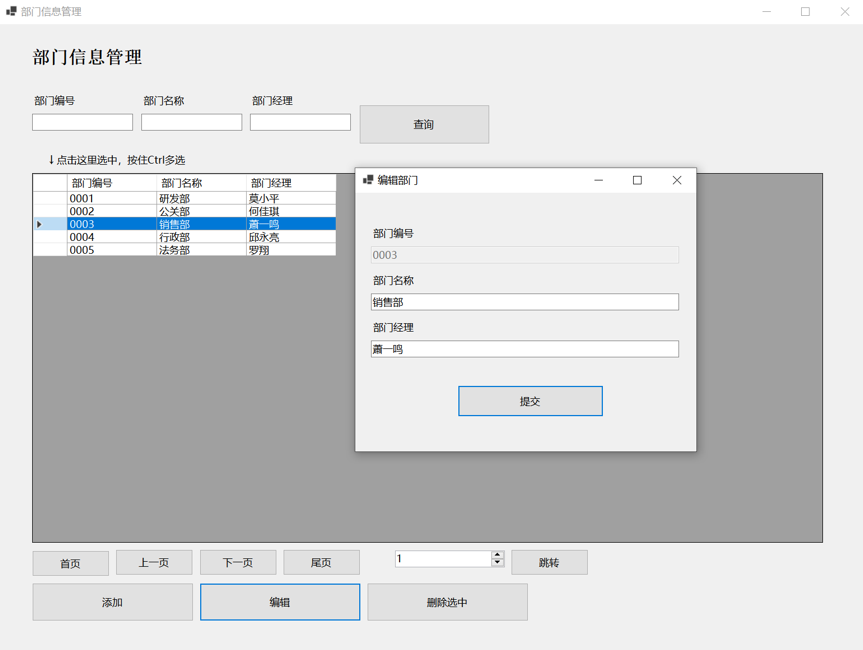 部门信息管理
部门信息管理
部门编号 部门名称 部门经理
查询
↓点击这里选中，按住Ctrl多选
部门编号 部门名称 部门经理
0001 研发部 莫小平
0002 公关部 何佳琪
0003 销售部 蕭一鸣
0004 行政部 邱永亮
0005 法务部 罗翔
编辑部门
部门编号
0003
部门名称
销售部
部门经理
蕭一鸣
提交
首页 上一页 下一页 尾页 1 跳转
添加 编辑 删除选中